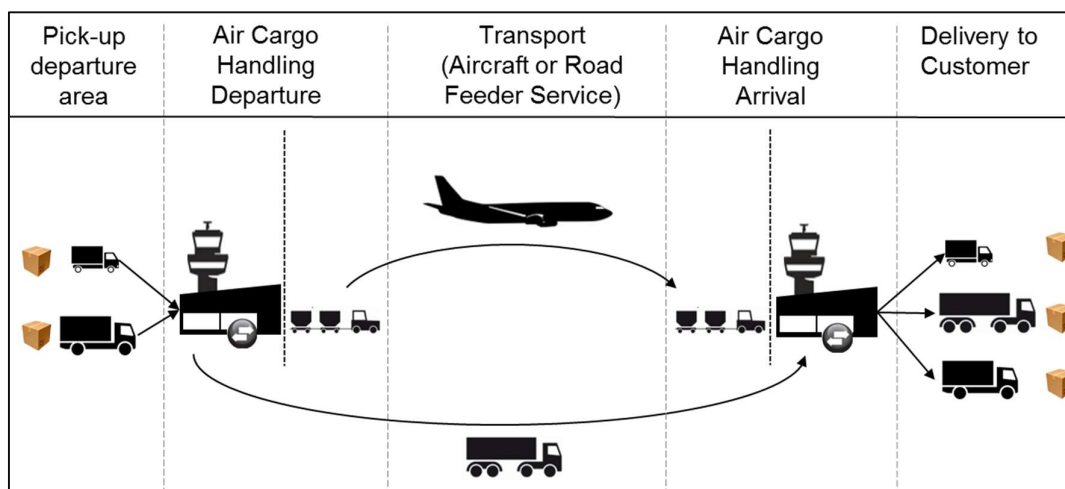 Pick-up
departure
area
Air Cargo
Handling
Departure
Transport
(Aircraft or Road
Feeder Service)
Air Cargo
Handling
Arrival
Delivery to
Customer